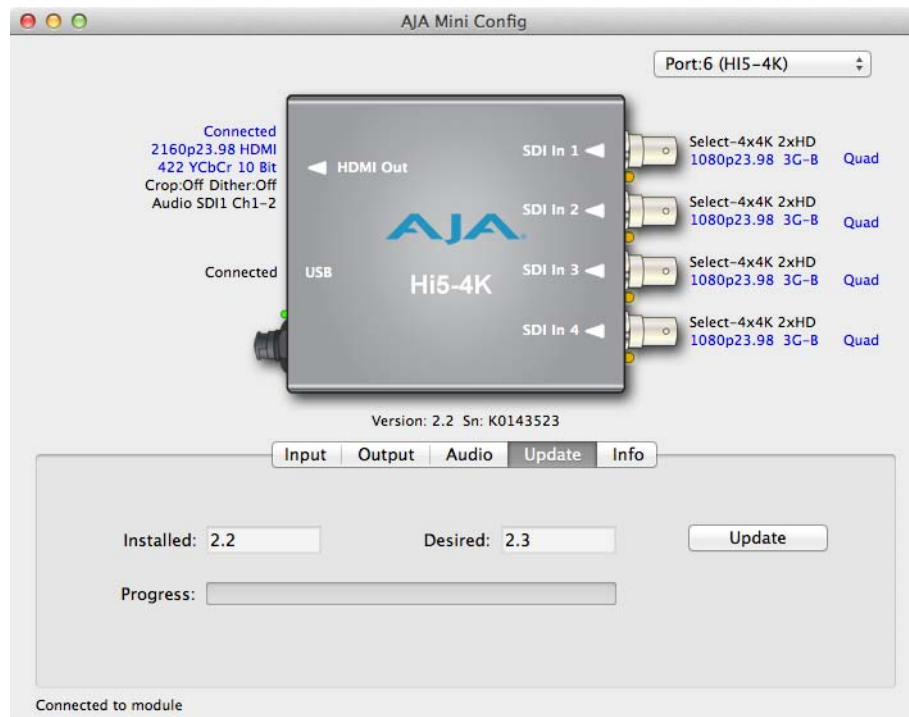 AJA Mini Config
Port:6 (HI5-4K)
Connected
2160p23.98 HDMI
422 YCbCr 10 Bit
Crop:Off Dither:Off
Audio SDI1 Ch1-2
Connected
HDMI Out
USB
AJA
Hi5-4K
SDI In 1
SDI In 2
SDI In 3
SDI In 4
Select-4x4K 2xHD
1080p23.98 3G-B Quad
Select-4x4K 2xHD
1080p23.98 3G-B Quad
Select-4x4K 2xHD
1080p23.98 3G-B Quad
Select-4x4K 2xHD
1080p23.98 3G-B Quad
Version: 2.2 Sn: K0143523
Input Output Audio Update Info
Installed: 2.2 Desired: 2.3 Update
Progress:
Connected to module